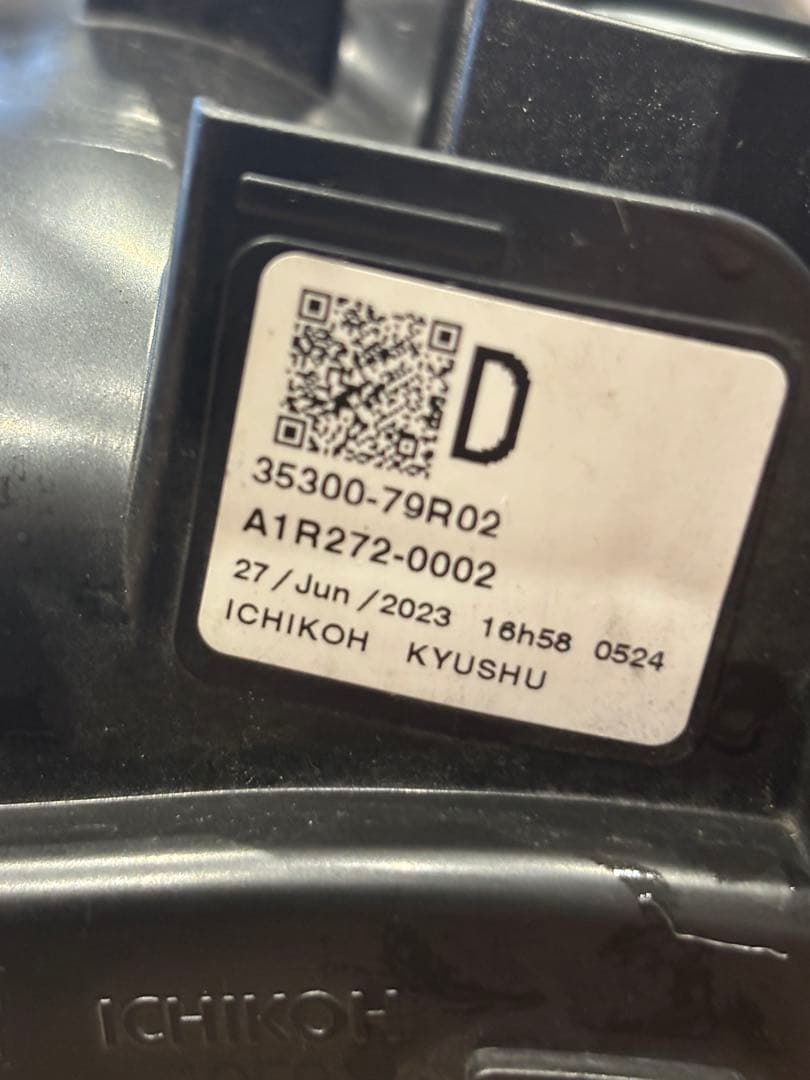 D
35300-79R02
A1R272-0002
27/Jun/2023 16h58 0524
ICHIKOH KYUSHU
ICHIKOH